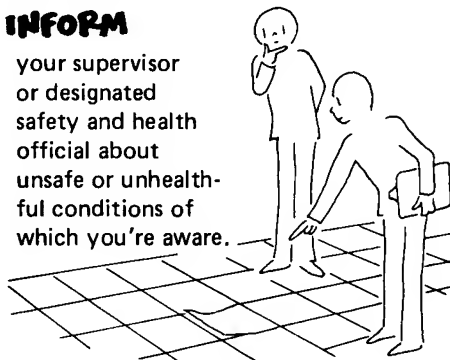 INFORM
your supervisor
or designated
safety and health
official about
unsafe or unhealth-
ful conditions of
which you're aware.